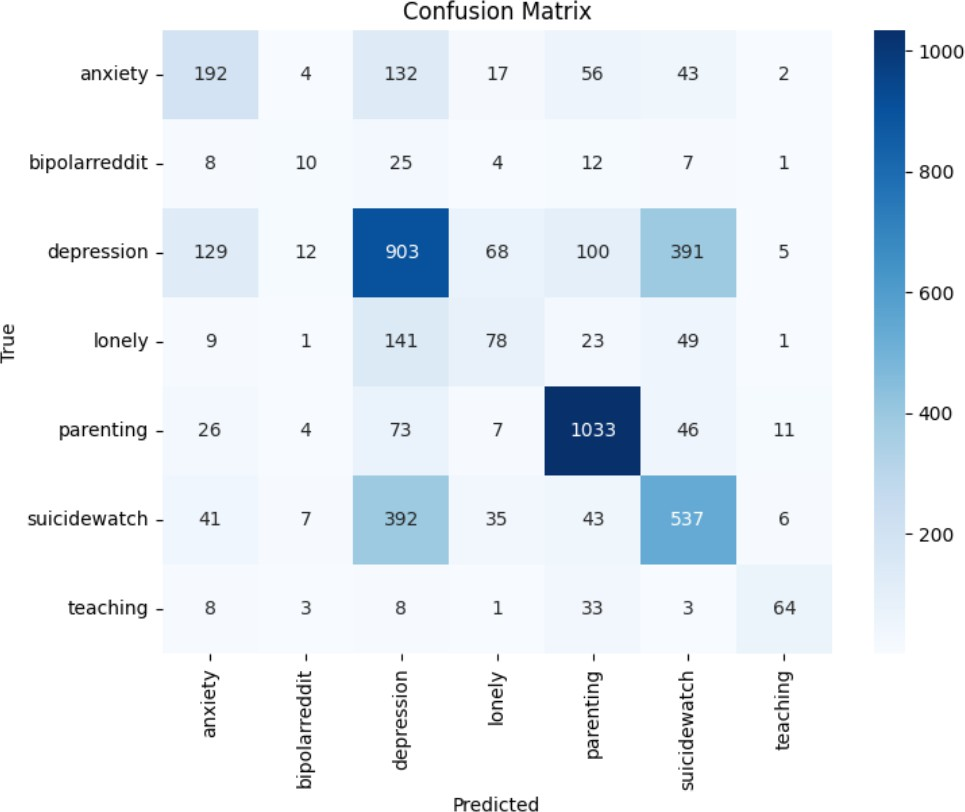 Confusion Matrix
anxiety 192 4 132 17 56 43 2
bipolarreddit 8 10 25 4 12 7 1
depression 129 12 903 68 100 391 5
lonely 9 1 141 78 23 49 1
parenting 26 4 73 7 1033 46 11
suicidewatch 41 7 392 35 43 537 6
teaching 8 3 8 1 33 3 64
True
anxiety bipolarreddit depression lonely parenting suicidewatch teaching
Predicted
1000
800
600
400
200